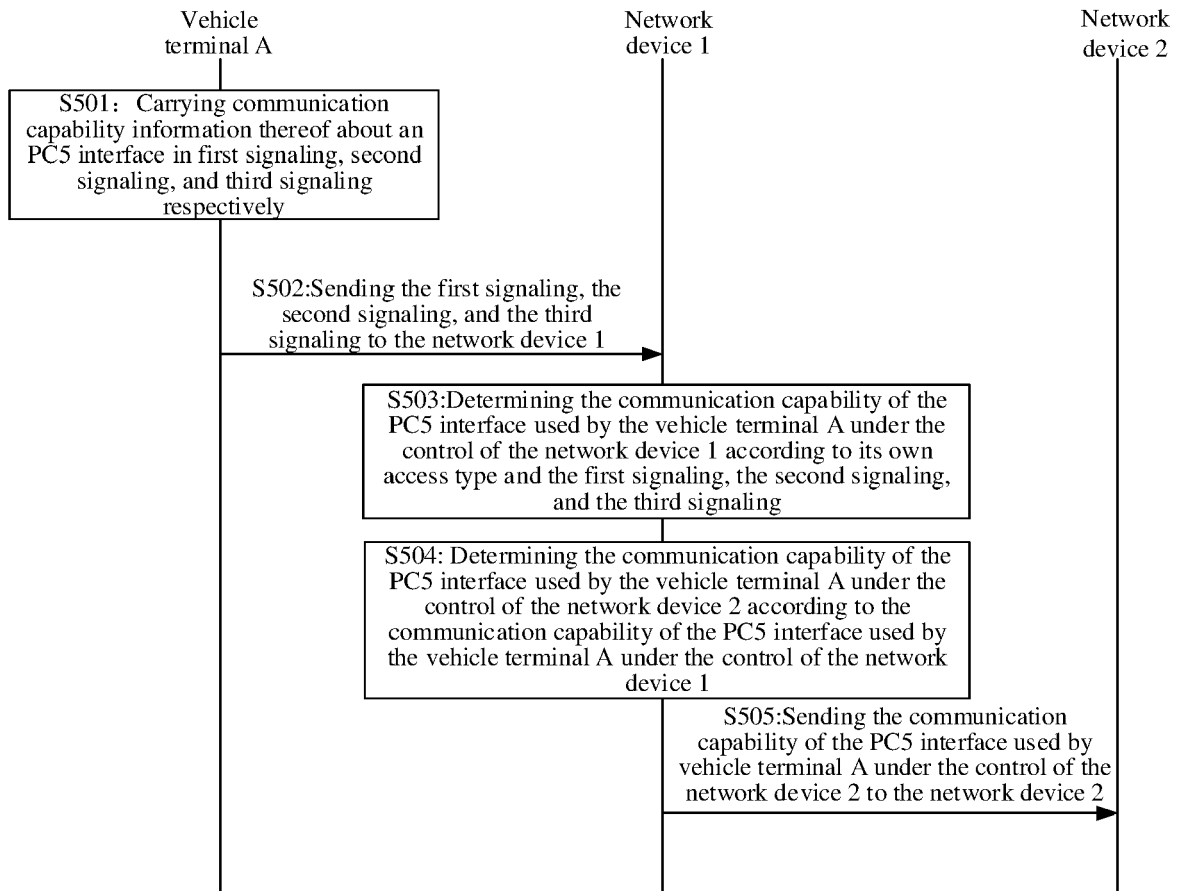 Vehicle
terminal A
Network
device 1
Network
device 2
S501：Carrying communication
capability information thereof about an
PC5 interface in first signaling, second
signaling, and third signaling
respectively
S502:Sending the first signaling, the
second signaling, and the third
signaling to the network device 1
S503:Determining the communication capability of the
PC5 interface used by the vehicle terminal A under the
control of the network device 1 according to its own
access type and the first signaling, the second signaling,
and the third signaling
S504: Determining the communication capability of the
PC5 interface used by the vehicle terminal A under the
control of the network device 2 according to the
communication capability of the PC5 interface used by
the vehicle terminal A under the control of the network
device 1
S505:Sending the communication
capability of the PC5 interface used by
vehicle terminal A under the control of the
network device 2 to the network device 2